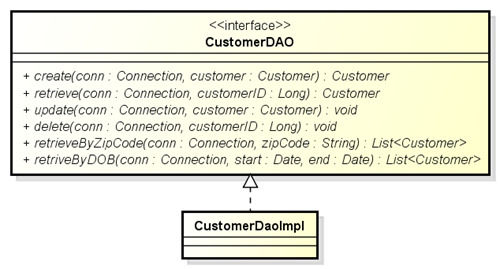 <<interface>>
CustomerDAO
+ create(conn : Connection, customer : Customer) : Customer
+ retrieve(conn : Connection, customerID : Long) : Customer
+ update(conn : Connection, customer : Customer) : void
+ delete(conn : Connection, customerID : Long) : void
+ retrieveByZipCode(conn : Connection, zipCode : String) : List<Customer>
+ retriveByDOB(conn : Connection, start : Date, end : Date) : List<Customer>
CustomerDaoImpl